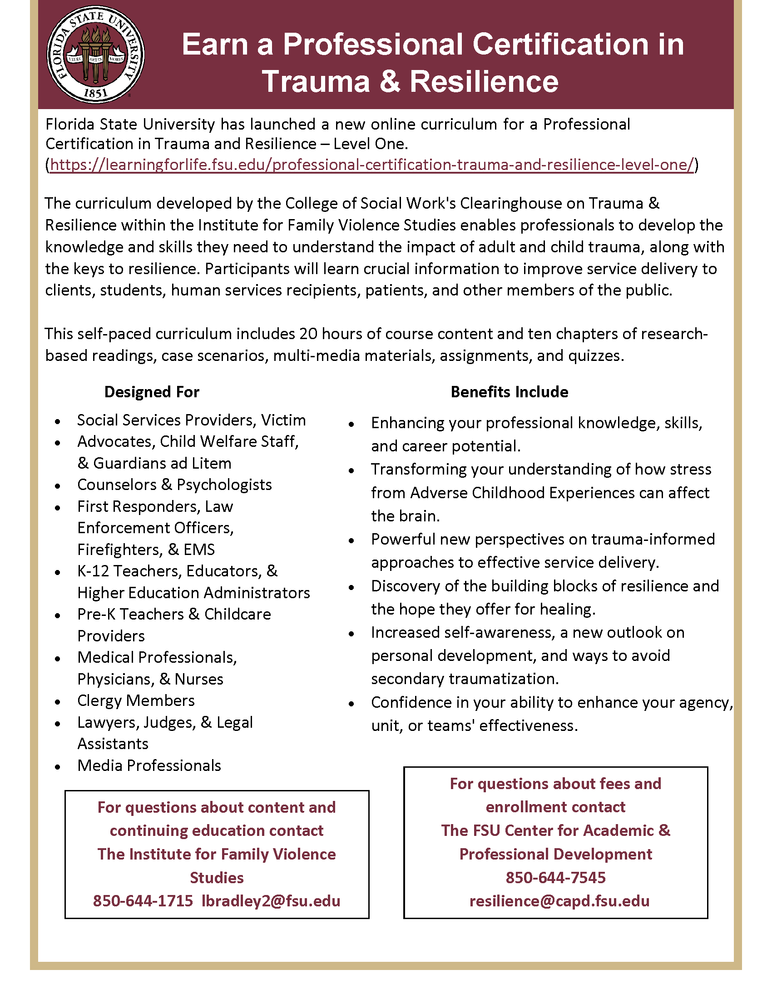 FLORIDA STATE UNIVERSITY
VIRES ARTES MORES
1851
®
Earn a Professional Certification in
Trauma & Resilience
Florida State University has launched a new online curriculum for a Professional
Certification in Trauma and Resilience – Level One.
(https://learningforlife.fsu.edu/professional-certification-trauma-and-resilience-level-one/)
The curriculum developed by the College of Social Work's Clearinghouse on Trauma &
Resilience within the Institute for Family Violence Studies enables professionals to develop the
knowledge and skills they need to understand the impact of adult and child trauma, along with
the keys to resilience. Participants will learn crucial information to improve service delivery to
clients, students, human services recipients, patients, and other members of the public.
This self-paced curriculum includes 20 hours of course content and ten chapters of research-
based readings, case scenarios, multi-media materials, assignments, and quizzes.
Designed For
• Social Services Providers, Victim
• Advocates, Child Welfare Staff,
& Guardians ad Litem
• Counselors & Psychologists
• First Responders, Law
Enforcement Officers,
Firefighters, & EMS
• K-12 Teachers, Educators, &
Higher Education Administrators
• Pre-K Teachers & Childcare
Providers
• Medical Professionals,
Physicians, & Nurses
• Clergy Members
• Lawyers, Judges, & Legal
Assistants
• Media Professionals
Benefits Include
• Enhancing your professional knowledge, skills,
and career potential.
• Transforming your understanding of how stress
from Adverse Childhood Experiences can affect
the brain.
• Powerful new perspectives on trauma-informed
approaches to effective service delivery.
• Discovery of the building blocks of resilience and
the hope they offer for healing.
• Increased self-awareness, a new outlook on
personal development, and ways to avoid
secondary traumatization.
• Confidence in your ability to enhance your agency,
unit, or teams' effectiveness.
For questions about content and
continuing education contact
The Institute for Family Violence
Studies
850-644-1715 lbradley2@fsu.edu
For questions about fees and
enrollment contact
The FSU Center for Academic &
Professional Development
850-644-7545
resilience@capd.fsu.edu